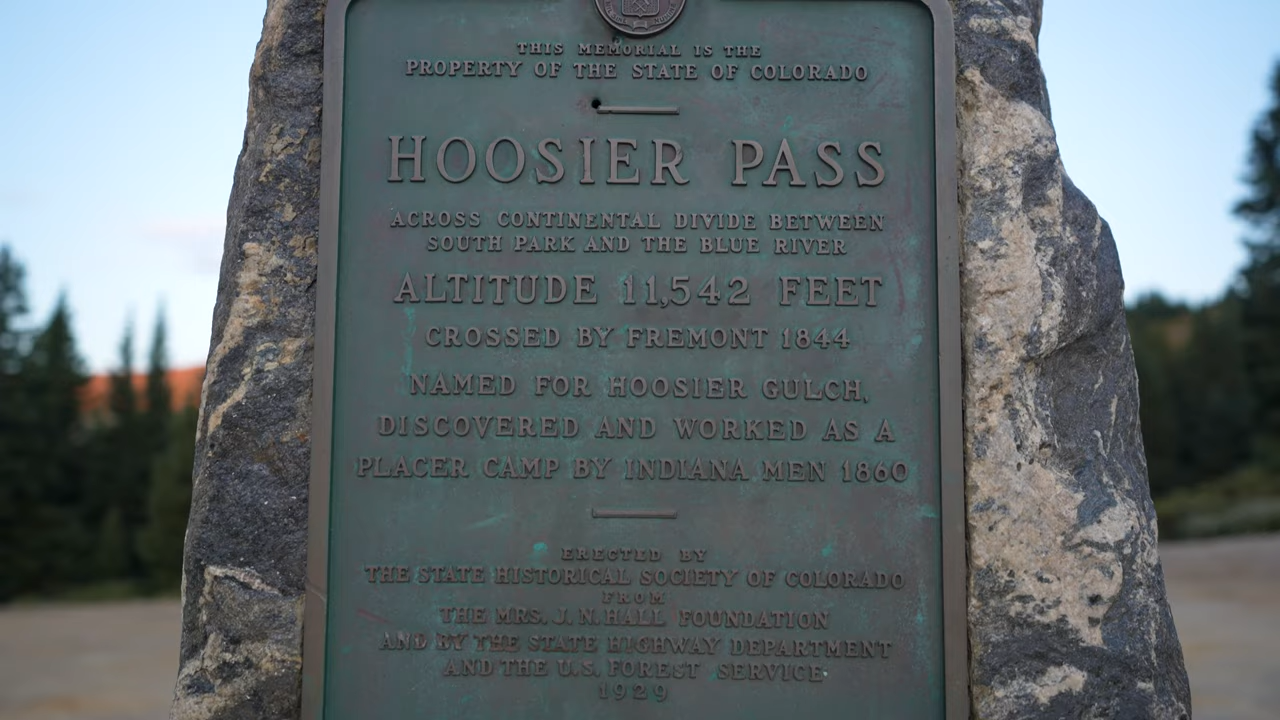 THIS MEMORIAL IS THE
PROPERTY OF THE STATE OF COLORADO
HOOSIER PASS
ACROSS CONTINENTAL DIVIDE BETWEEN
SOUTH PARK AND THE BLUE RIVER
ALTITUDE 11,542 FEET
CROSSED BY FREMONT 1844
NAMED FOR HOOSIER GULCH,
DISCOVERED AND WORKED AS A
PLACER CAMP BY INDIANA MEN 1860
ERECTED BY
THE STATE HISTORICAL SOCIETY OF COLORADO
FROM
THE MRS. J. N. HALL FOUNDATION
AND BY THE STATE HIGHWAY DEPARTMENT
AND THE U.S. FOREST SERVICE
1929